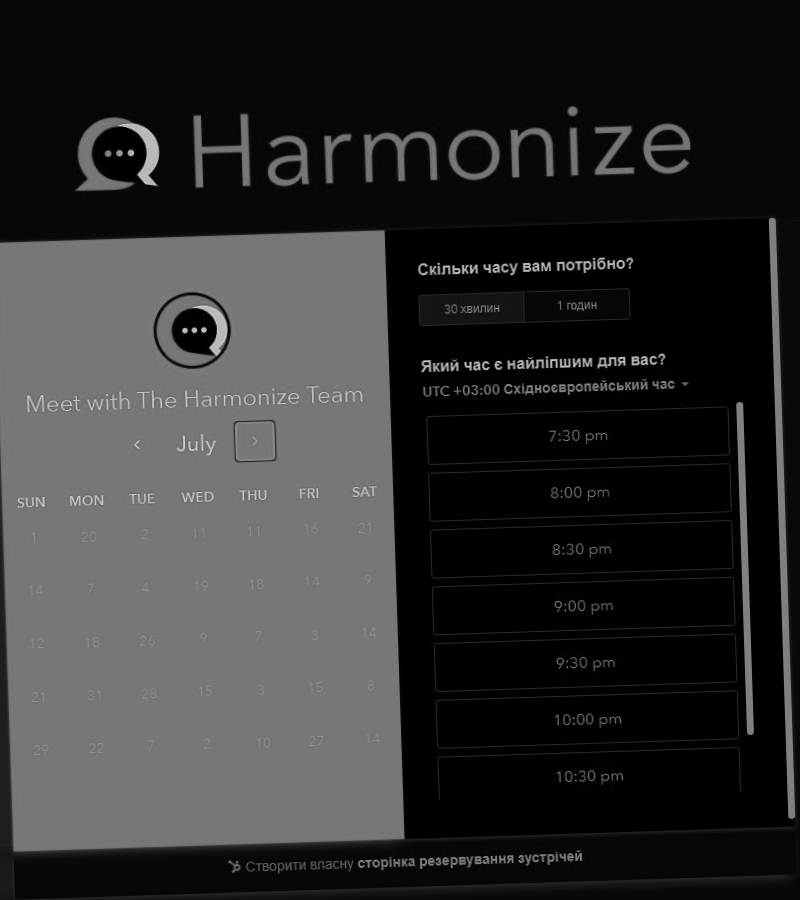 Harmonize
Meet with The Harmonize Team
July
SUN MON TUE WED THU FRI SAT
1 20 2 11 11 16 21
14 7 4 19 18 14 9
12 18 26 9 7 3 14
21 31 28 15 3 15 8
29 22 7 2 10 27 14
Скільки часу вам потрібно?
30 хвилин 1 годин
Який час є найліпшим для вас?
UTC +03:00 Східноєвропейський час
7:30 pm
8:00 pm
8:30 pm
9:00 pm
9:30 pm
10:00 pm
10:30 pm
Створити власну сторінка резервування зустрічей